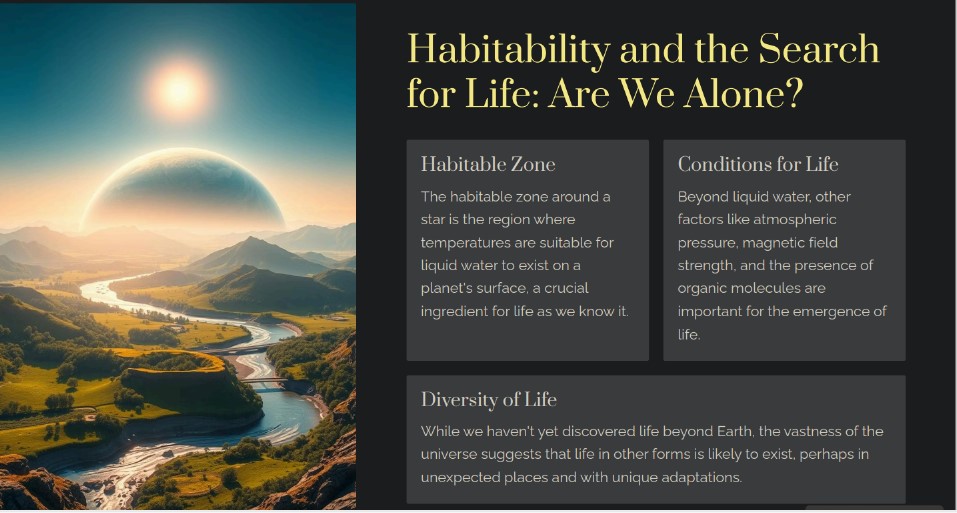 Habitability and the Search
for Life: Are We Alone?
Habitable Zone
The habitable zone around a
star is the region where
temperatures are suitable for
liquid water to exist on a
planet's surface, a crucial
ingredient for life as we know it.
Conditions for Life
Beyond liquid water, other
factors like atmospheric
pressure, magnetic field
strength, and the presence of
organic molecules are
important for the emergence of
life.
Diversity of Life
While we haven't yet discovered life beyond Earth, the vastness of the
universe suggests that life in other forms is likely to exist, perhaps in
unexpected places and with unique adaptations.